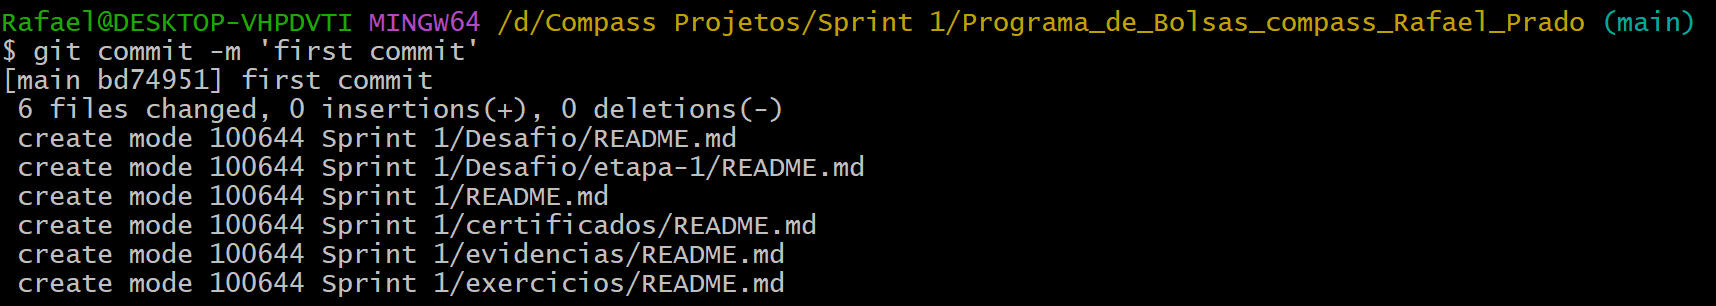 Rafael@DESKTOP-VHPDVTI MINGW64 /d/Compass Projetos/Sprint 1/Programa_de_Bolsas_compass_Rafael_Prado (main)
$ git commit -m 'first commit'
[main bd74951] first commit
 6 files changed, 0 insertions(+), 0 deletions(-)
 create mode 100644 Sprint 1/Desafio/README.md
 create mode 100644 Sprint 1/Desafio/etapa-1/README.md
 create mode 100644 Sprint 1/README.md
 create mode 100644 Sprint 1/certificados/README.md
 create mode 100644 Sprint 1/evidencias/README.md
 create mode 100644 Sprint 1/exercicios/README.md